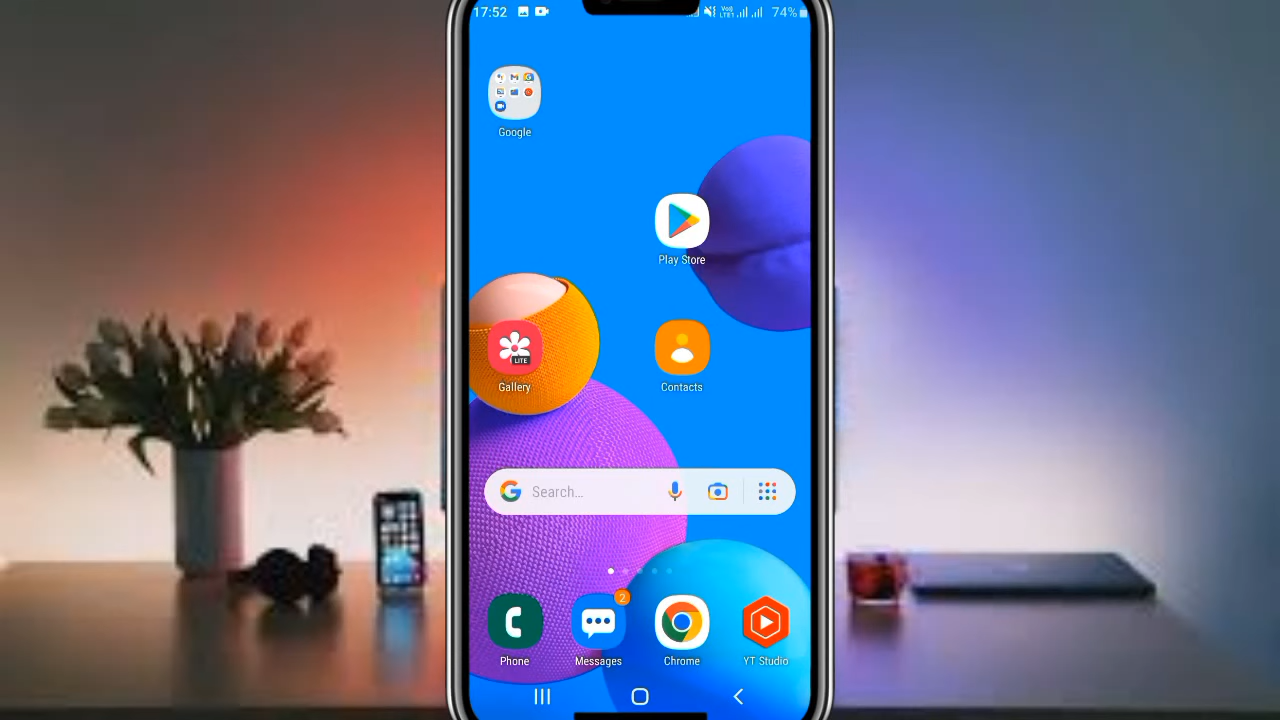 17:52
74%
Google
Play Store
LITE
Gallery
Contacts
Search...
2
Phone
Messages
Chrome
YT Studio